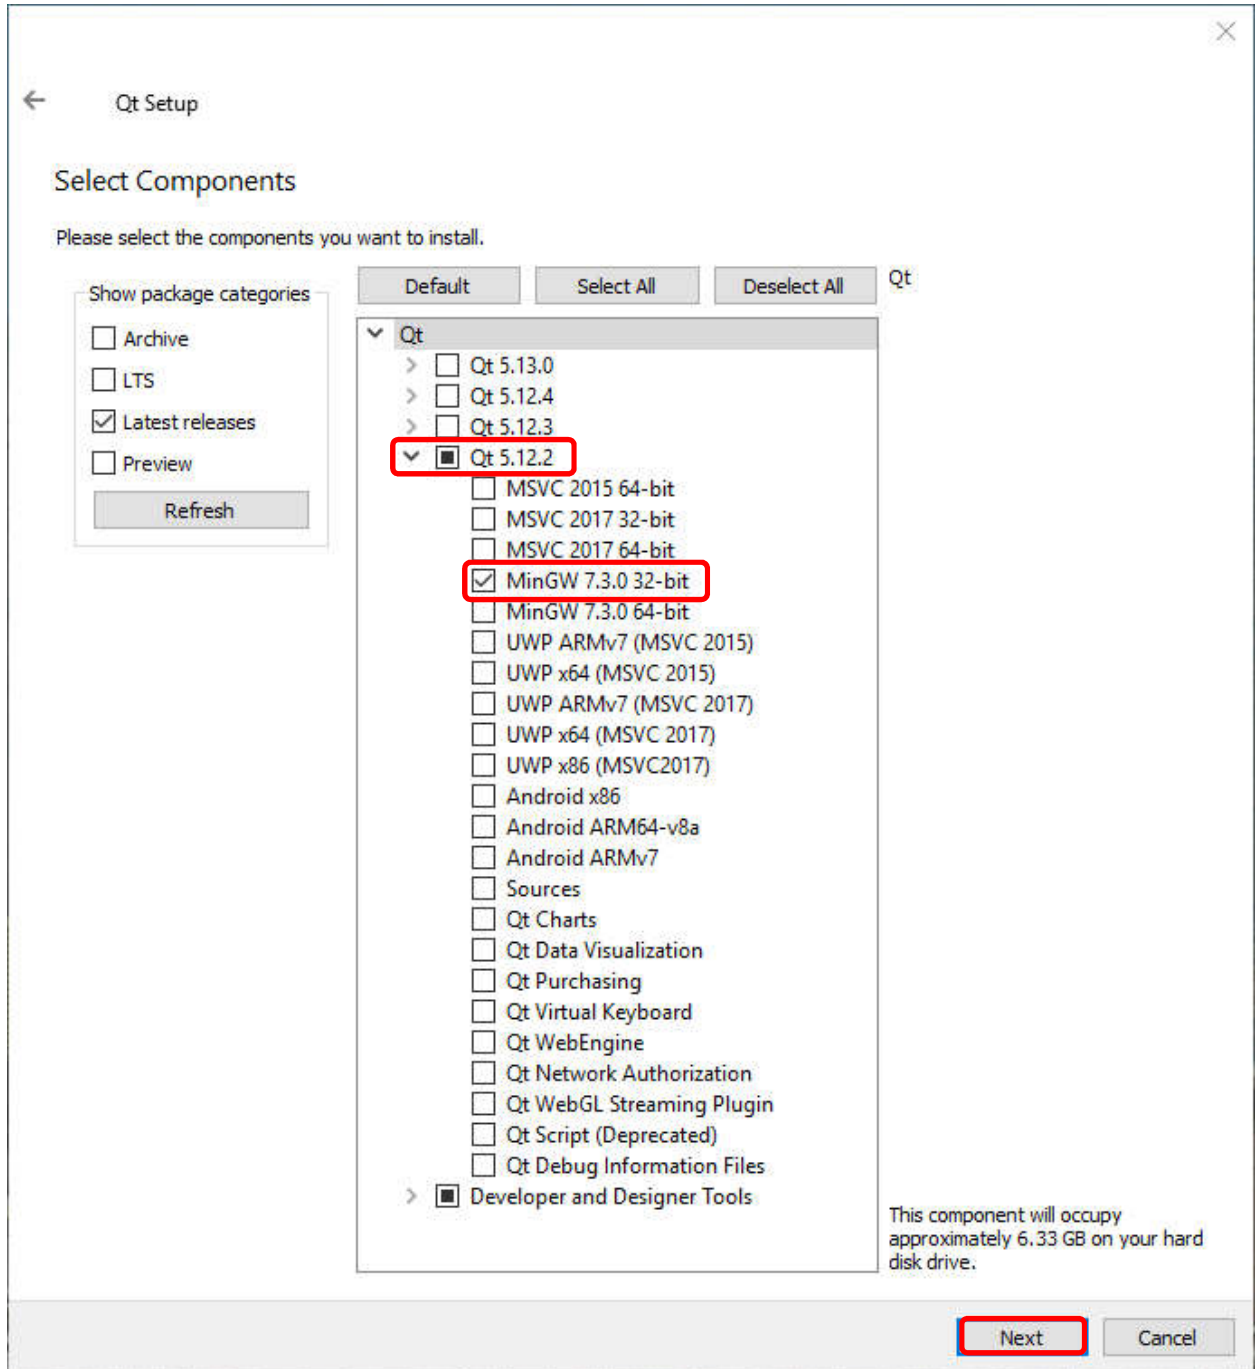 Qt Setup
Select Components
Please select the components you want to install.
Show package categories
Archive
LTS
Latest releases
Preview
Refresh
Default
Select All
Deselect All
Qt
Qt
Qt 5.13.0
Qt 5.12.4
Qt 5.12.3
Qt 5.12.2
MSVC 2015 64-bit
MSVC 2017 32-bit
MSVC 2017 64-bit
MinGW 7.3.0 32-bit
MinGW 7.3.0 64-bit
UWP ARMv7 (MSVC 2015)
UWP x64 (MSVC 2015)
UWP ARMv7 (MSVC 2017)
UWP x64 (MSVC 2017)
UWP x86 (MSVC2017)
Android x86
Android ARM64-v8a
Android ARMv7
Sources
Qt Charts
Qt Data Visualization
Qt Purchasing
Qt Virtual Keyboard
Qt WebEngine
Qt Network Authorization
Qt WebGL Streaming Plugin
Qt Script (Deprecated)
Qt Debug Information Files
Developer and Designer Tools
This component will occupy
approximately 6.33 GB on your hard
disk drive.
Next
Cancel